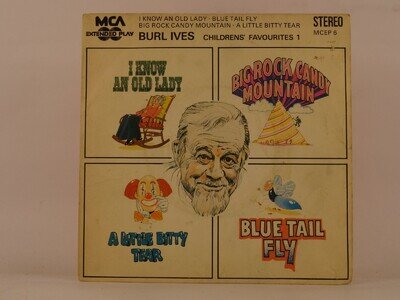 MCA
EXTENDED PLAY
I KNOW AN OLD LADY · BLUE TAIL FLY
BIG ROCK CANDY MOUNTAIN · A LITTLE BITTY TEAR
BURL IVES CHILDRENS' FAVOURITES 1
STEREO
MCEP 6
I KNOW
AN OLD LADY
BIG ROCK CANDY
MOUNTAIN
A LITTLE BITTY
TEAR
BLUE TAIL
FLY